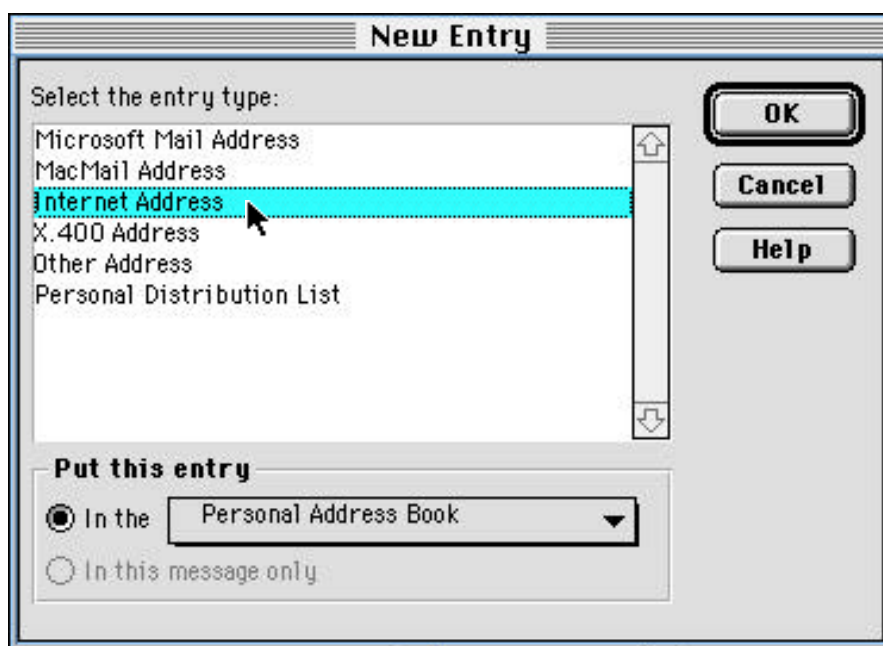 New Entry
Select the entry type:
Microsoft Mail Address
MacMail Address
Internet Address
X.400 Address
Other Address
Personal Distribution List
OK
Cancel
Help
Put this entry
In the Personal Address Book
In this message only